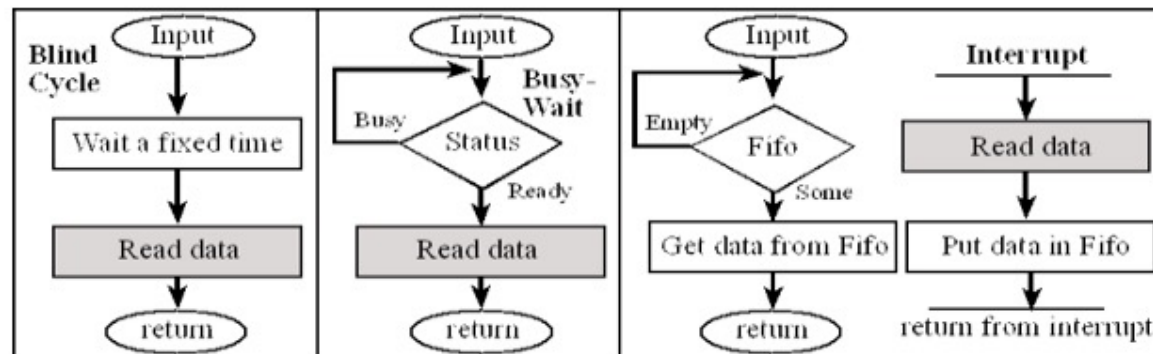 Input
Blind
Cycle
Wait a fixed time
Read data
return
Input
Busy-
Wait
Busy
Status
Ready
Read data
return
Input
Empty
Fifo
Some
Get data from Fifo
return
Interrupt
Read data
Put data in Fifo
return from interrupt